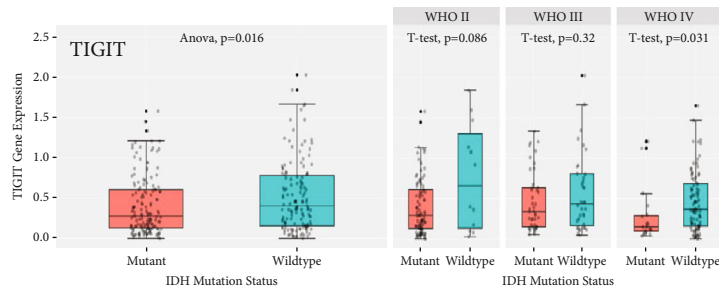 WHO II WHO III WHO IV
TIGIT
Anova, p=0.016
T-test, p=0.086
T-test, p=0.32
T-test, p=0.031
TIGIT Gene Expression
2.5
2.0
1.5
1.0
0.5
0.0
Mutant Wildtype
Mutant Wildtype
Mutant Wildtype
Mutant Wildtype
IDH Mutation Status
IDH Mutation Status